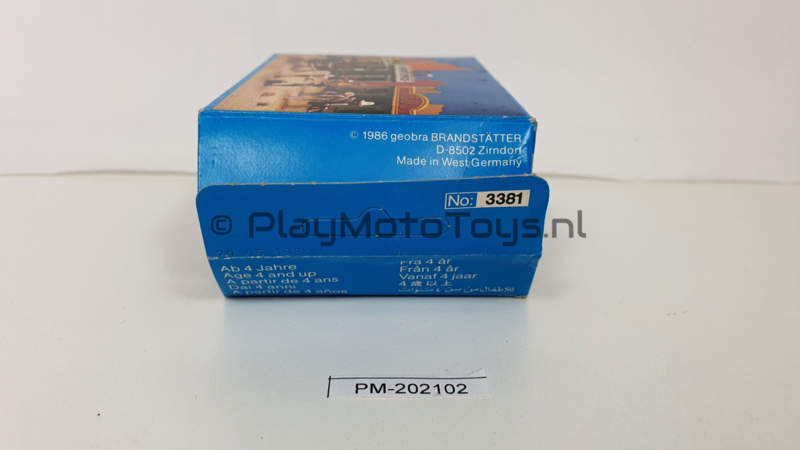 © 1986 geobra BRANDSTÄTTER
D-8502 Zirndorf
Made in West Germany
No: 3381
© PlayMotoToys.nl
Ab 4 Jahre
Age 4 and up
A partir de 4 ans
Dai 4 anni
A partir de 4 años
Fra 4 år
Från 4 år
Vanaf 4 jaar
4 歳以上
PM-202102